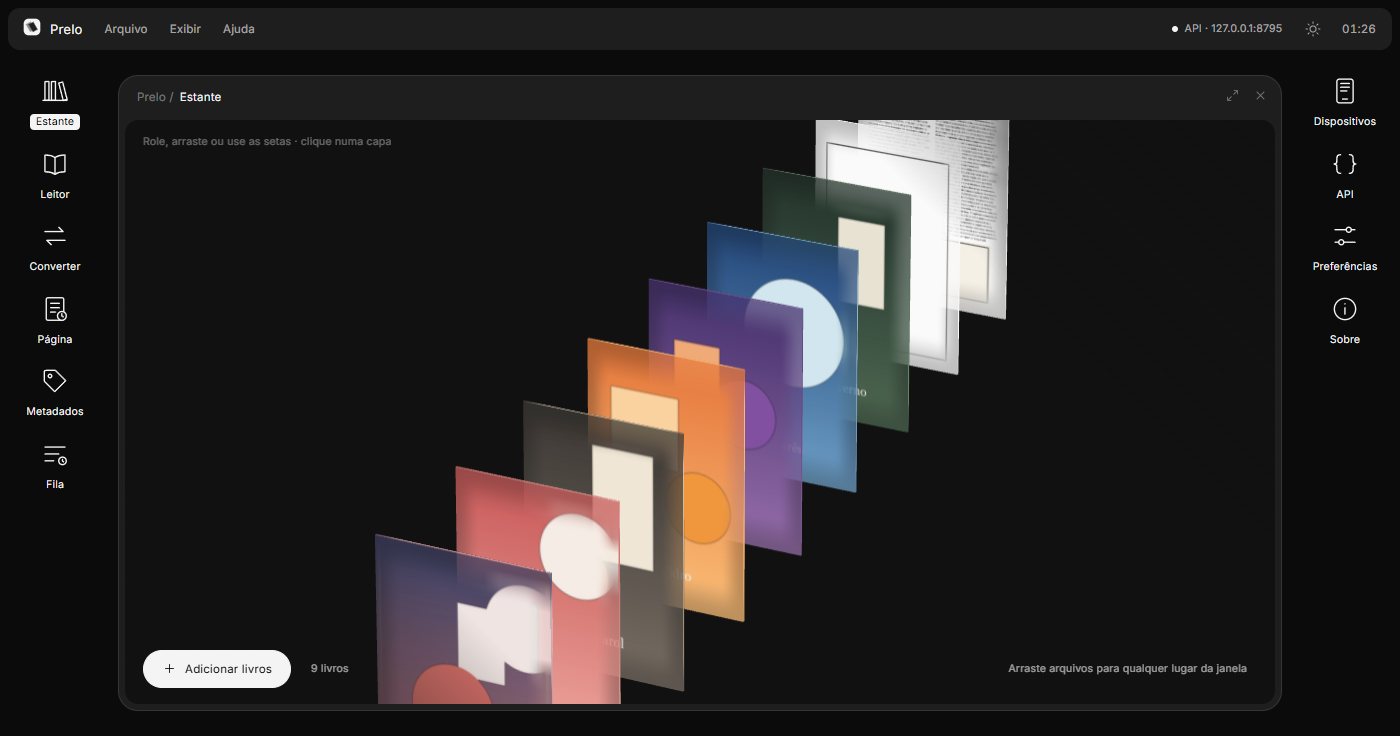 Prelo Arquivo Exibir Ajuda API · 127.0.0.1:8795 01:26
Estante
Leitor
Converter
Página
Metadados
Fila
Prelo / Estante
Role, arraste ou use as setas · clique numa capa
Adicionar livros 9 livros
Arraste arquivos para qualquer lugar da janela
Dispositivos
API
Preferências
Sobre